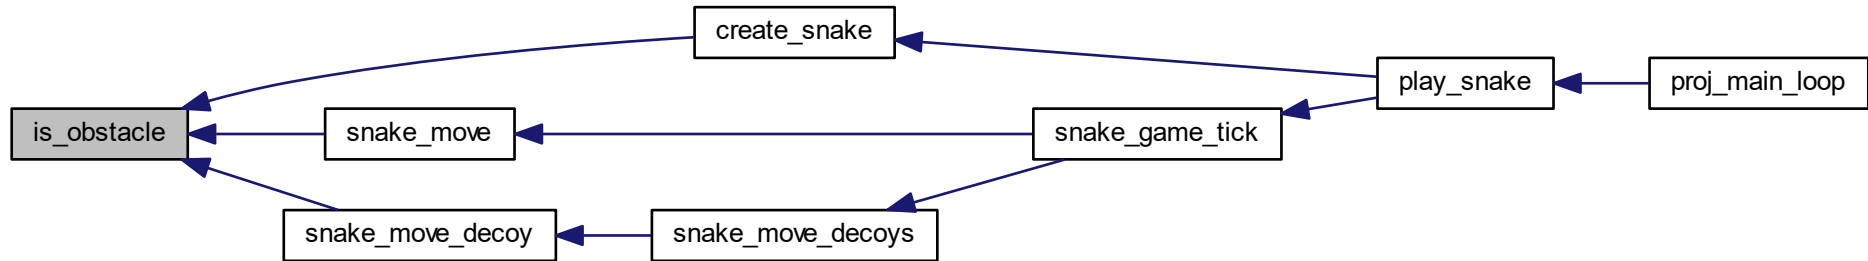 create_snake
play_snake
proj_main_loop
is_obstacle
snake_move
snake_game_tick
snake_move_decoy
snake_move_decoys